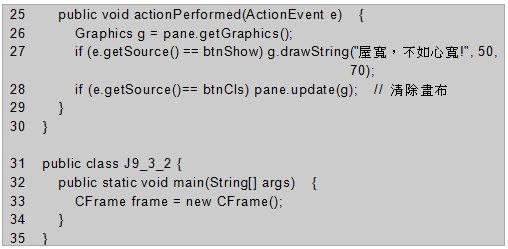 25 public void actionPerformed(ActionEvent e) {
26 Graphics g = pane.getGraphics();
27 if (e.getSource() == btnShow) g.drawString("屋寬，不如心寬!", 50,
70);
28 if (e.getSource()== btnCls) pane.update(g); // 清除畫布
29 }
30 }
31 public class J9_3_2 {
32 public static void main(String[] args) {
33 CFrame frame = new CFrame();
34 }
35 }